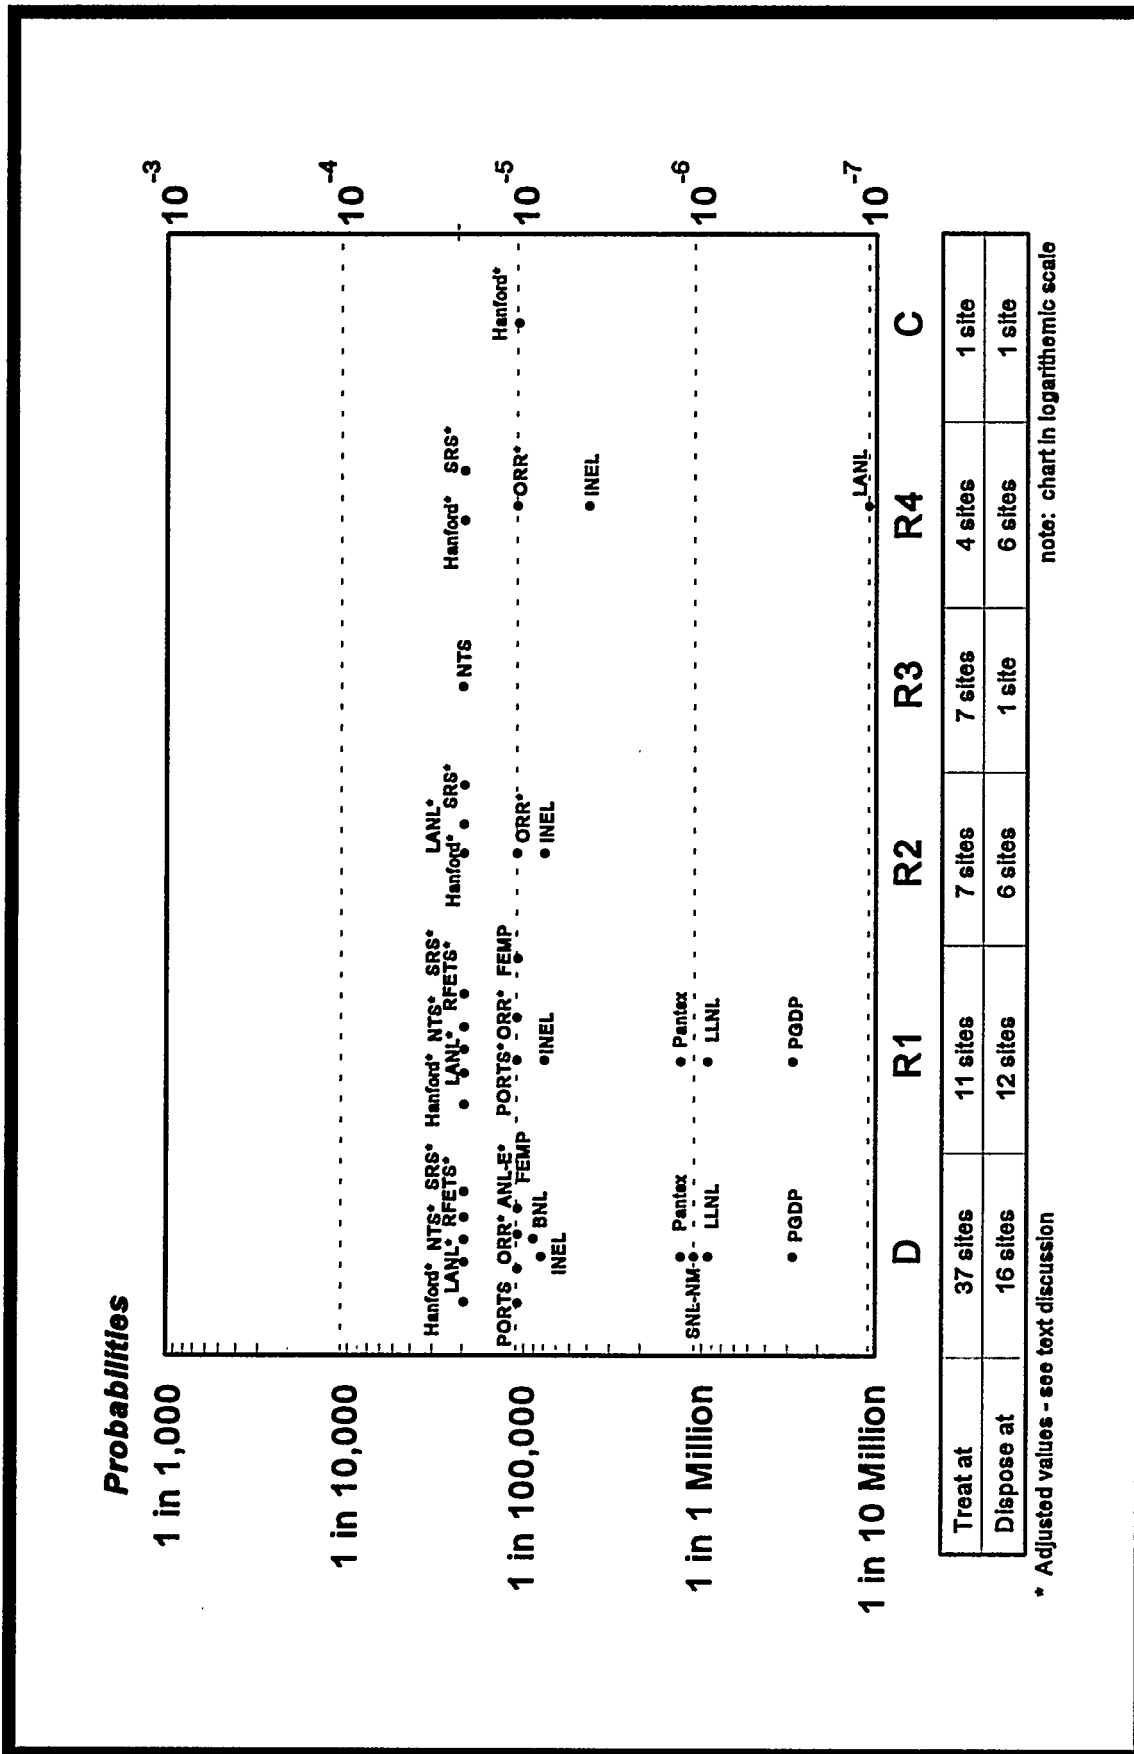 Probabilities
1 in 1,000
10-3
1 in 10,000
10-4
Hanford* NTS* SRS*
LANL* RFETS*
Hanford* NTS* SRS*
LANL* RFETS*
LANL*
Hanford* SRS*
NTS
Hanford* SRS*
1 in 100,000
10-5
PORTS ORR* ANL-E*
FEMP
BNL
INEL
PORTS* ORR* FEMP
INEL
ORR*
INEL
ORR*
INEL
Hanford*
1 in 1 Million
10-6
SNL-NM
Pantex
LLNL
PGDP
Pantex
LLNL
PGDP
1 in 10 Million
10-7
LANL
D R1 R2 R3 R4 C
Treat at 37 sites 11 sites 7 sites 7 sites 4 sites 1 site
Dispose at 16 sites 12 sites 6 sites 1 site 6 sites 1 site
* Adjusted values - see text discussion
note: chart in logarithemic scale